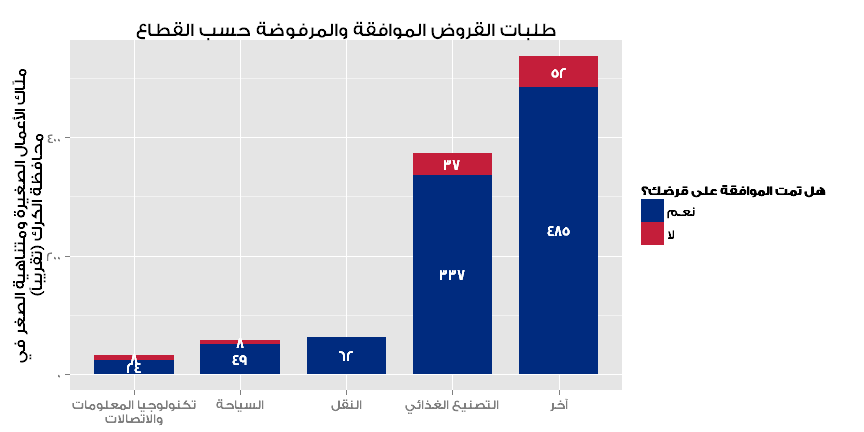 طلبات القروض الموافقة والمرفوضة حسب القطاع
ملّاك الأعمال الصغيرة ومتناهية الصغر في
محافظة الكرك (تقريباً)
٤٠٠
٢٠٠
٠
٥٢
٤٨٥
٣٧
٣٣٧
٦٢
٨
٤٩
٨
٢٤
تكنولوجيا المعلومات
والاتصالات
السياحة
النقل
التصنيع الغذائي
آخر
هل تمت الموافقة على قرضك؟
نعم
لا